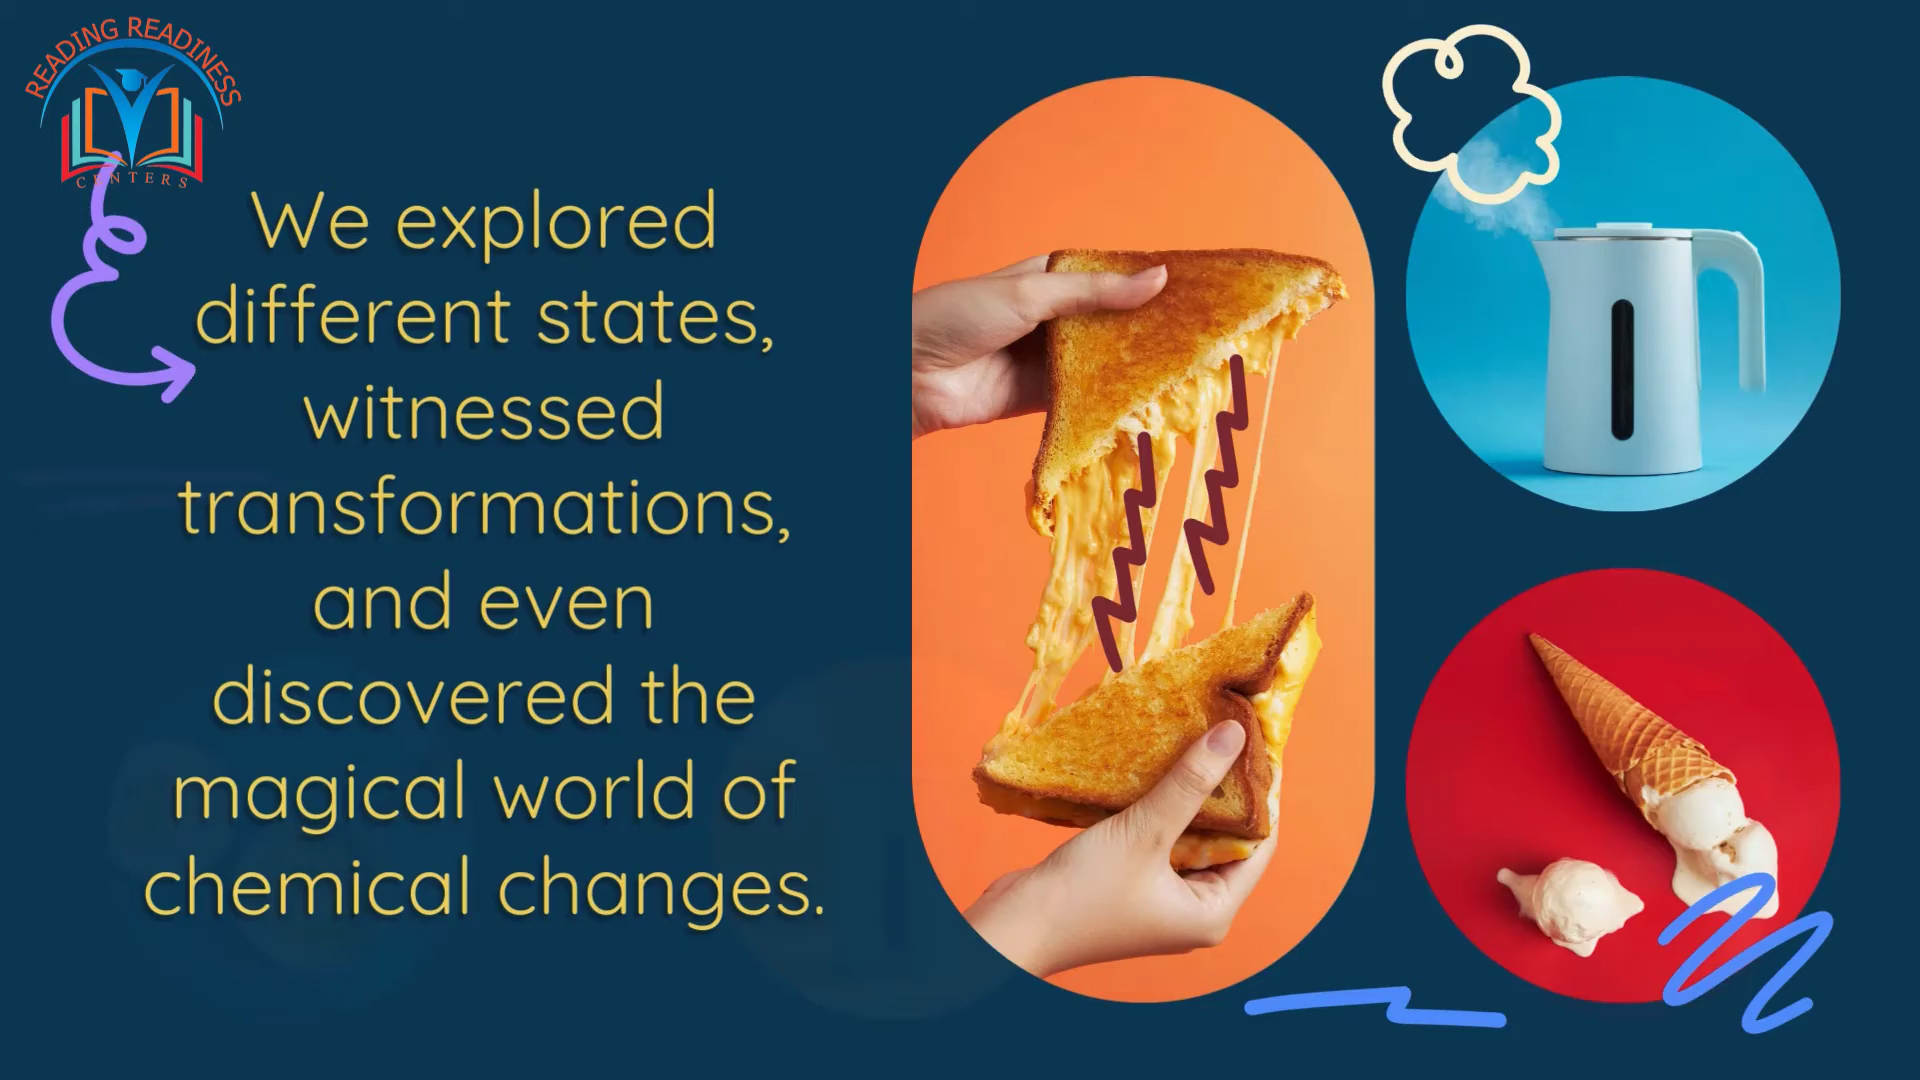 READING READINESS
CENTERS
We explored
different states,
witnessed
transformations,
and even
discovered the
magical world of
chemical changes.